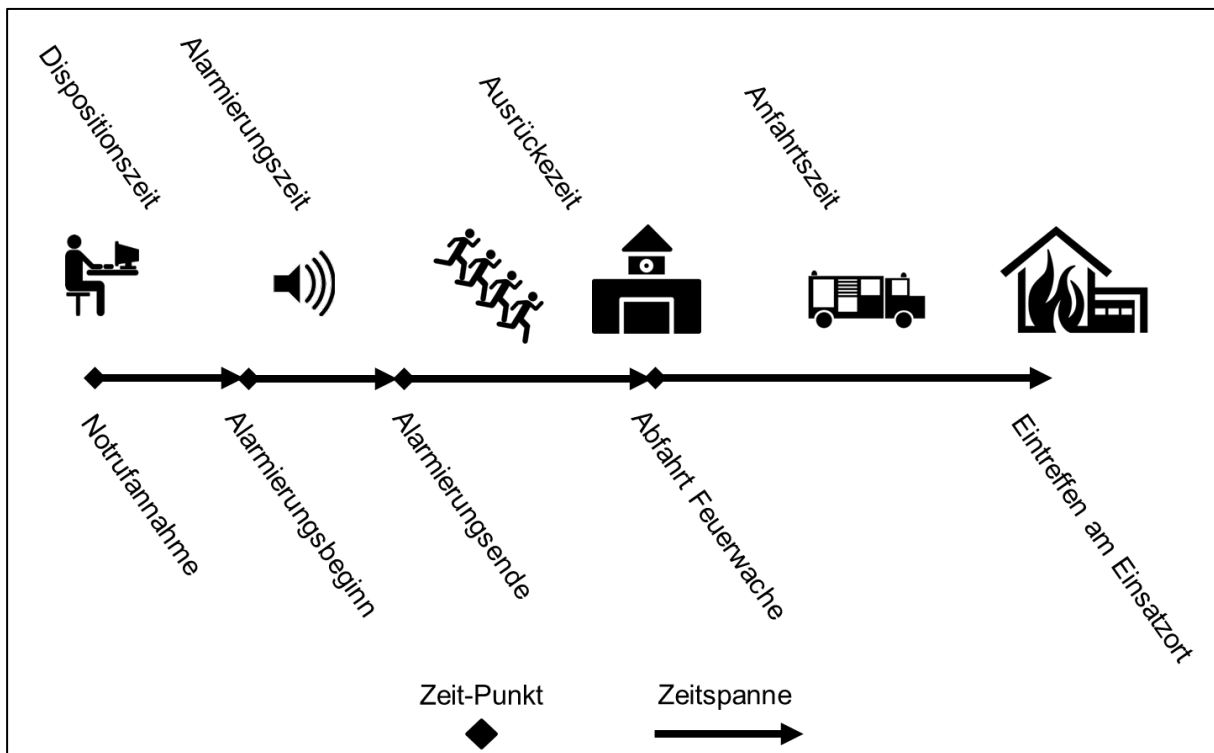 Dispositionszeit
Alarmierungszeit
Ausrückezeit
Anfahrtszeit
Notrufannahme
Alarmierungsbeginn
Alarmierungsende
Abfahrt Feuerwache
Eintreffen am Einsatzort
Zeit-Punkt
Zeitspanne